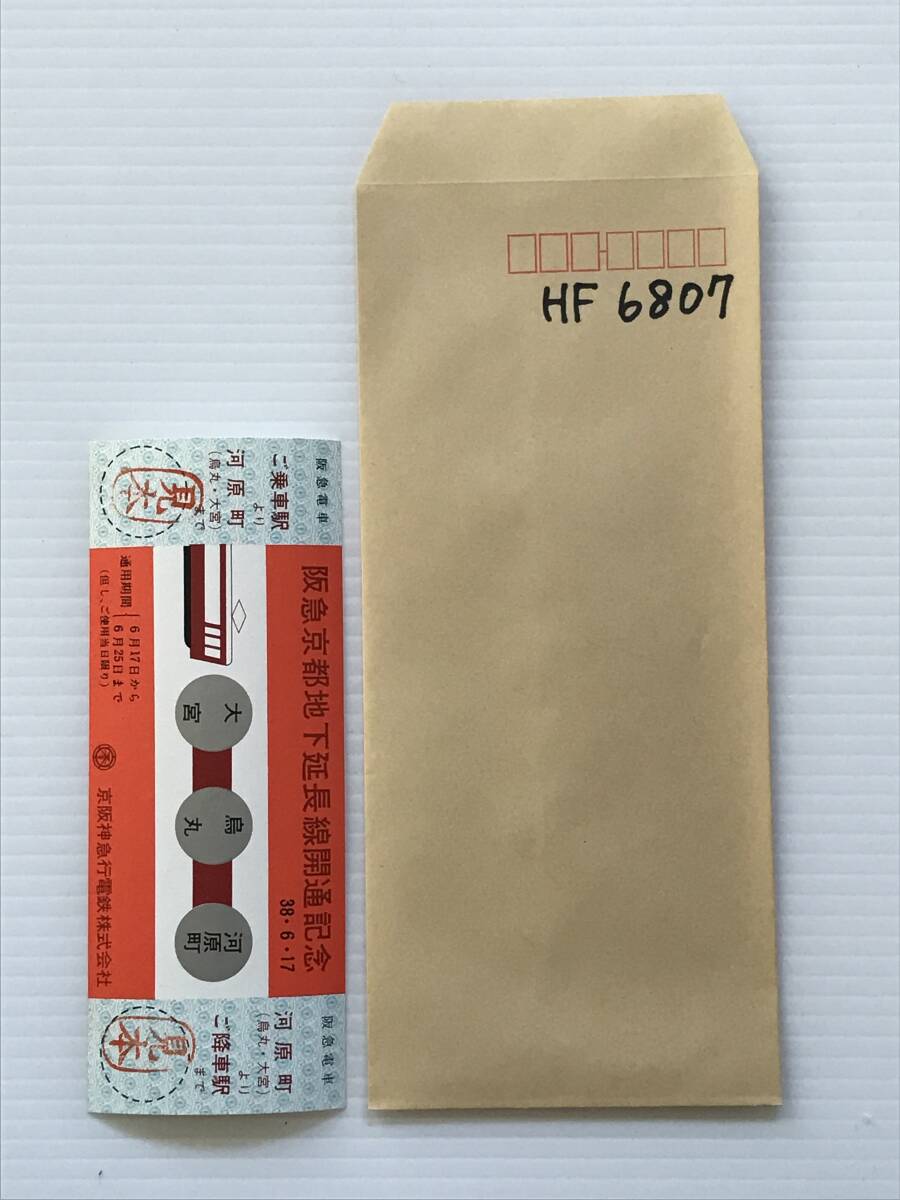 HF 6807
阪急電車
ご乗車駅
より
河原町
(烏丸・大宮)
まで
見本
阪急京都地下延長線開通記念
38・6・17
大宮
烏丸
河原町
通用期間
6月17日から
6月25日まで
(但し、ご使用当日限り)
京阪神急行電鉄株式会社
阪急電車
河原町
(烏丸・大宮)
より
ご降車駅
まで
見本